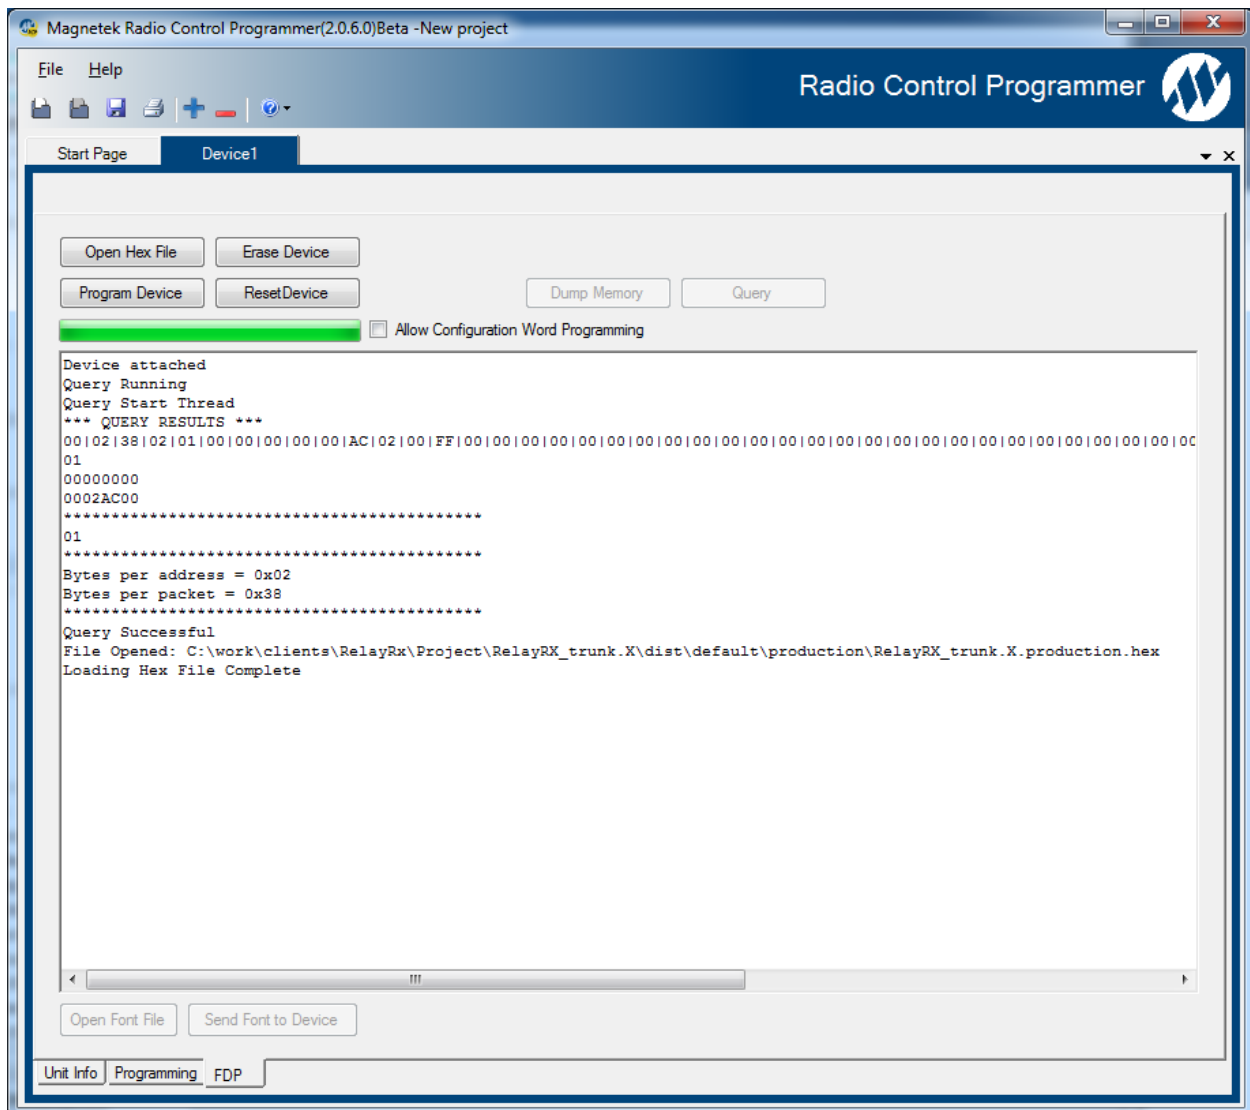 Magnetek Radio Control Programmer(2.0.6.0)Beta -New project
File Help
Radio Control Programmer
Start Page Device1
Open Hex File Erase Device
Program Device ResetDevice Dump Memory Query
Allow Configuration Word Programming
Device attached
Query Running
Query Start Thread
*** QUERY RESULTS ***
00|02|38|02|01|00|00|00|00|00|AC|02|00|FF|00|00|00|00|00|00|00|00|00|00|00|00|00|00|00|00|00|00|00|00|00|00|00|00|00|00
01
00000000
0002AC00
********************************************
01
********************************************
Bytes per address = 0x02
Bytes per packet = 0x38
********************************************
Query Successful
File Opened: C:\work\clients\RelayRx\Project\RelayRX_trunk.X\dist\default\production\RelayRX_trunk.X.production.hex
Loading Hex File Complete
Open Font File Send Font to Device
Unit Info Programming FDP